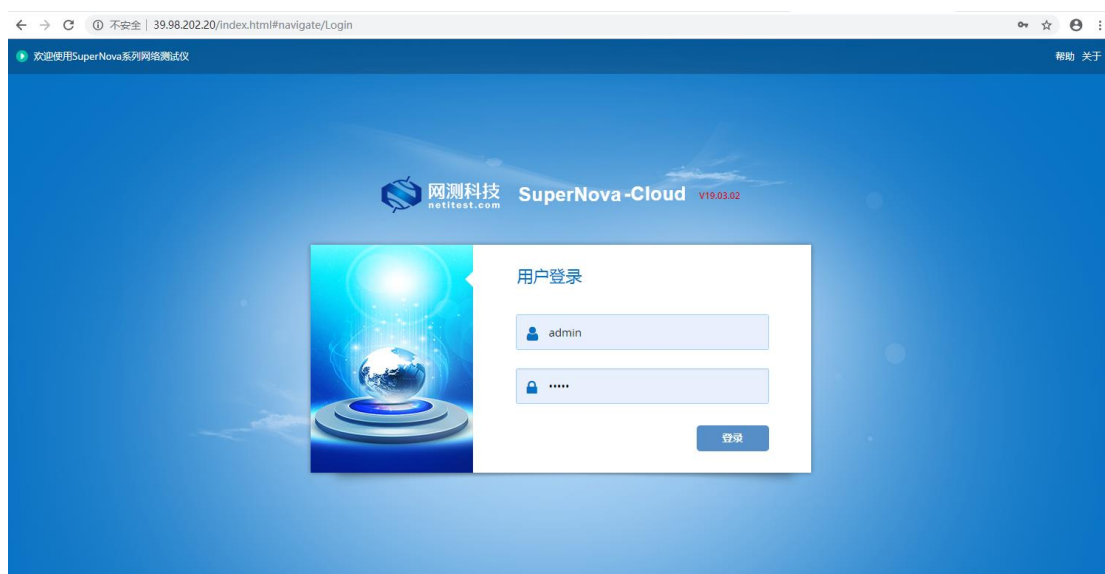 不安全 | 39.98.202.20/index.html#navigate/Login
欢迎使用SuperNova系列网络测试仪
帮助 关于
网测科技
netitest.com
SuperNova-Cloud V19.03.02
用户登录
admin
•••••
登录